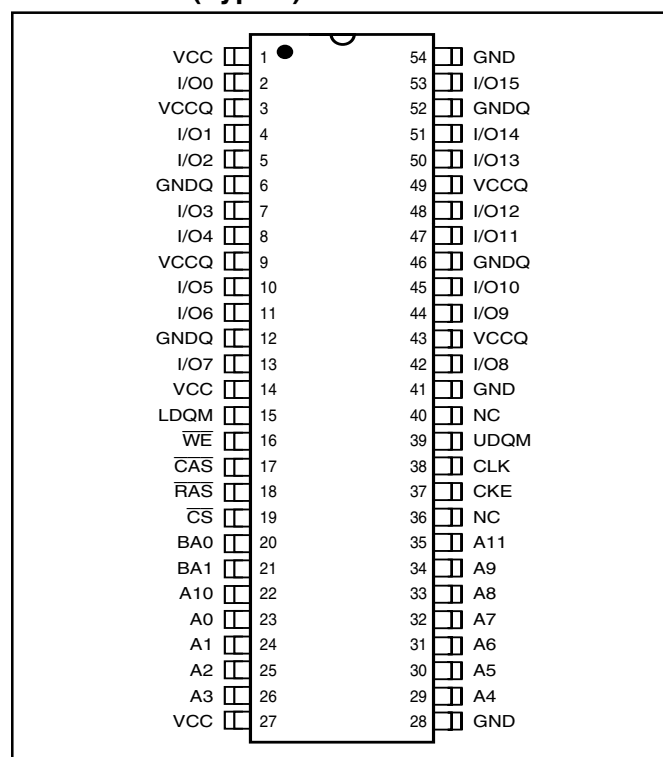 VCC 1 54 GND
I/O0 2 53 I/O15
VCCQ 3 52 GNDQ
I/O1 4 51 I/O14
I/O2 5 50 I/O13
GNDQ 6 49 VCCQ
I/O3 7 48 I/O12
I/O4 8 47 I/O11
VCCQ 9 46 GNDQ
I/O5 10 45 I/O10
I/O6 11 44 I/O9
GNDQ 12 43 VCCQ
I/O7 13 42 I/O8
VCC 14 41 GND
LDQM 15 40 NC
W̅E̅ 16 39 UDQM
C̅A̅S̅ 17 38 CLK
R̅A̅S̅ 18 37 CKE
C̅S̅ 19 36 NC
BA0 20 35 A11
BA1 21 34 A9
A10 22 33 A8
A0 23 32 A7
A1 24 31 A6
A2 25 30 A5
A3 26 29 A4
VCC 27 28 GND